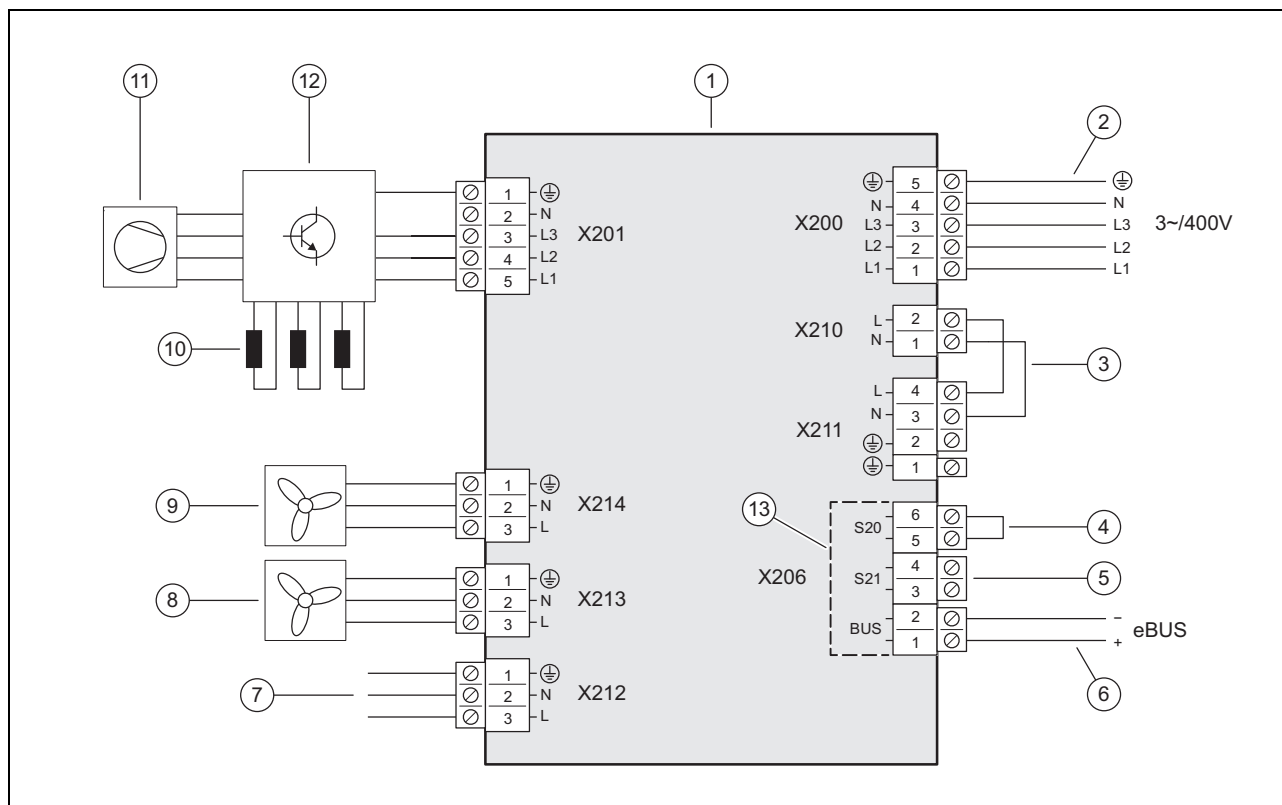 11
12
1
2
X201
1
2 N
3 L3
4 L2
5 L1
X200
5
N 4 N
L3 3 L3 3~/400V
L2 2 L2
L1 1 L1
X210
L 2
N 1
3
10
X211
L 4
N 3
2
1
9
1
2 N
3 L
X214
13
X206
S20
6
5
4
S21
4
3
5
BUS
2 –
1 +
eBUS
6
8
1
2 N
3 L
X213
7
1
2 N
3 L
X212